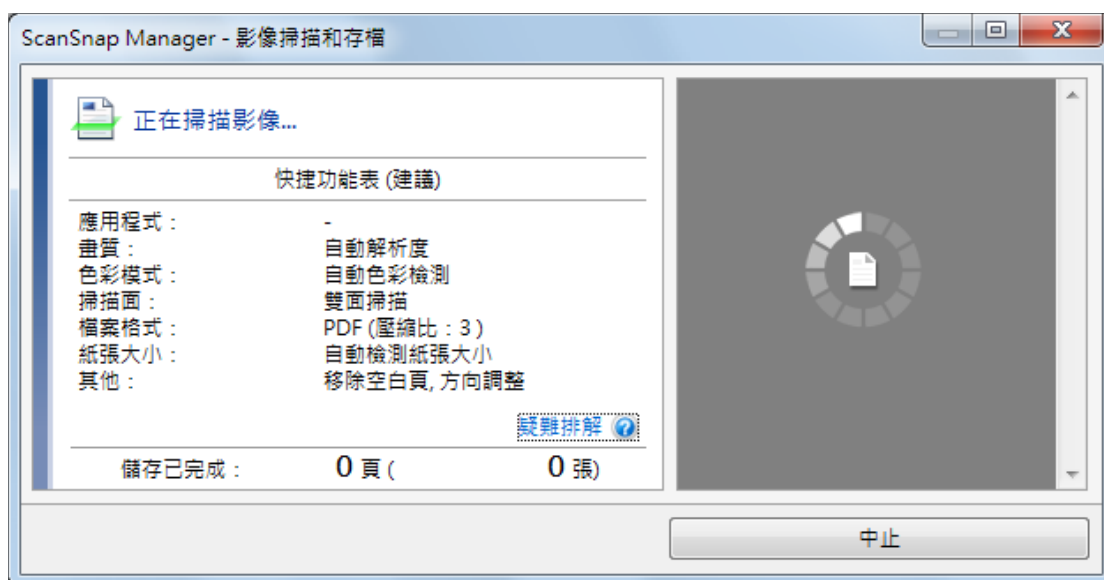 ScanSnap Manager - 影像掃描和存檔
正在掃描影像...
快捷功能表 (建議)
應用程式： -
畫質： 自動解析度
色彩模式： 自動色彩檢測
掃描面： 雙面掃描
檔案格式： PDF (壓縮比：3 )
紙張大小： 自動檢測紙張大小
其他： 移除空白頁, 方向調整
疑難排解
儲存已完成： 0 頁 ( 0 張)
中止